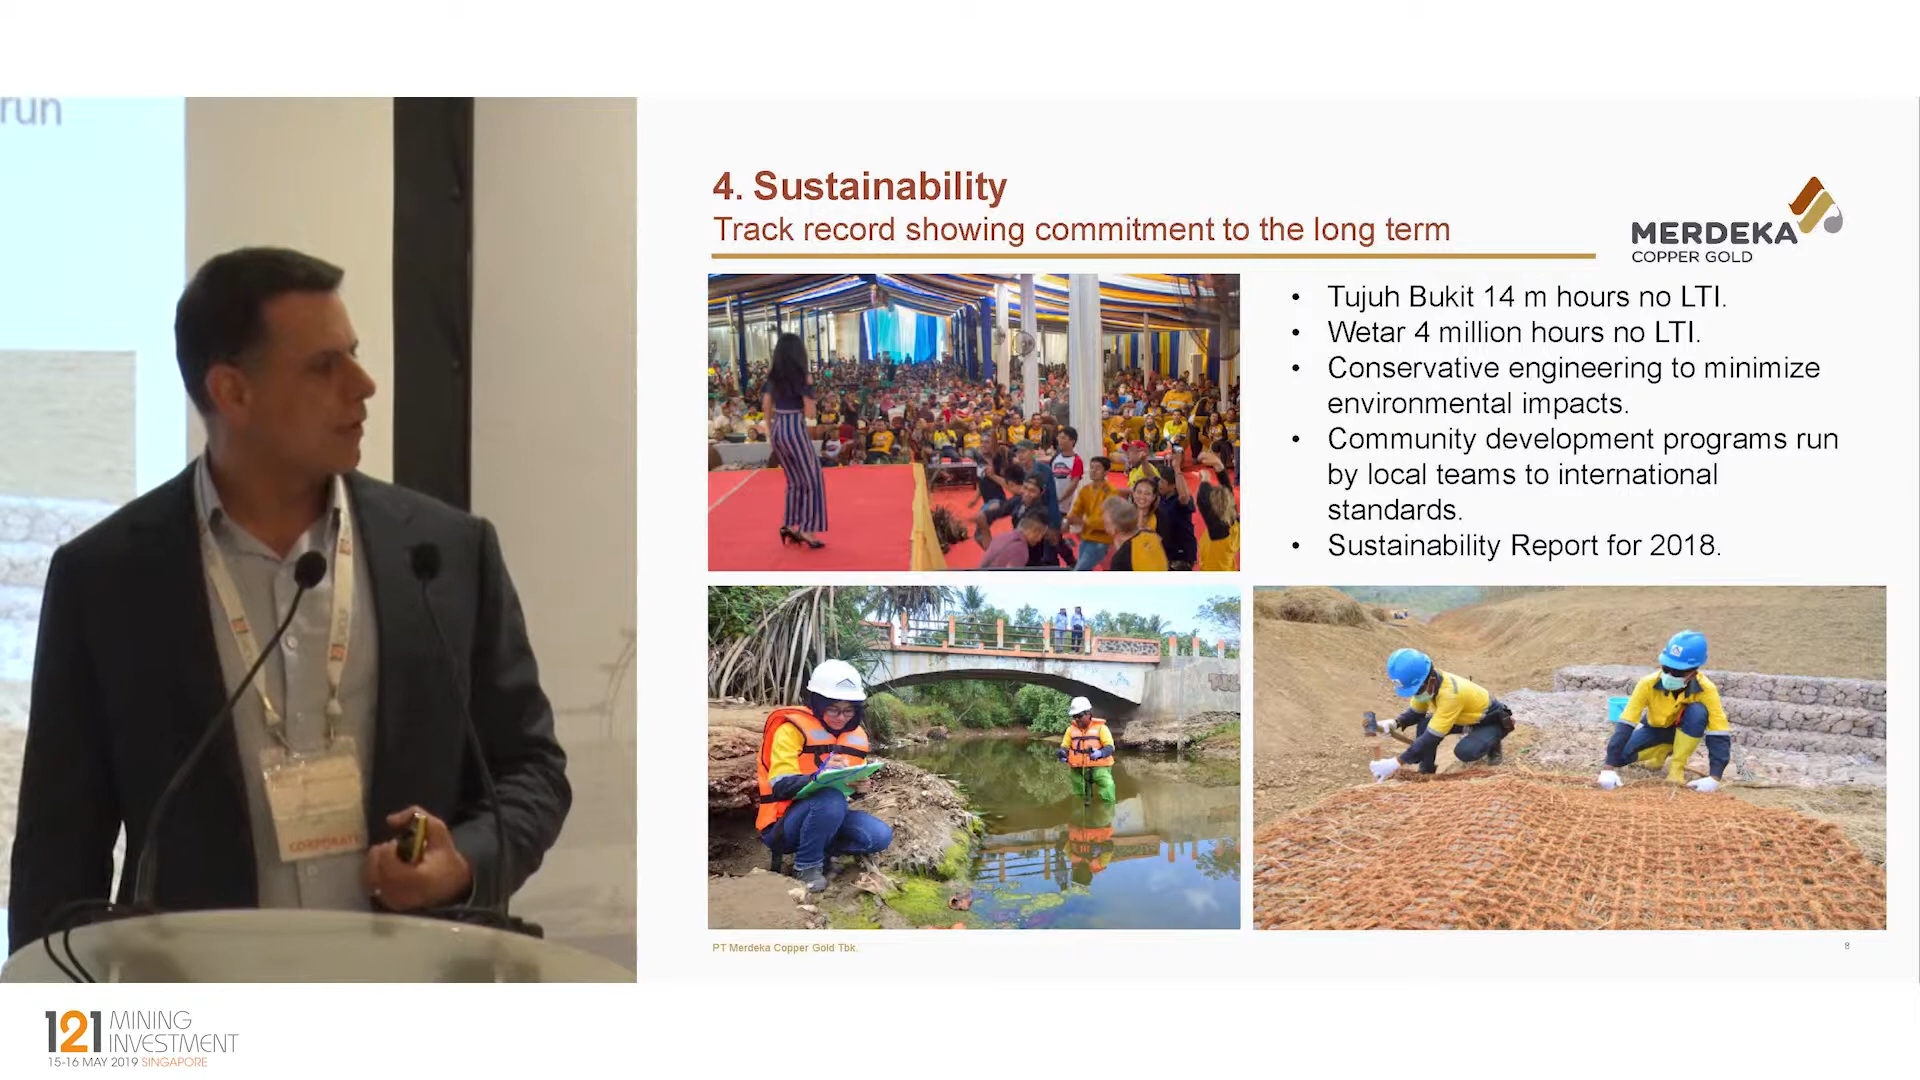 run
4. Sustainability
Track record showing commitment to the long term
MERDEKA
COPPER GOLD
• Tujuh Bukit 14 m hours no LTI.
• Wetar 4 million hours no LTI.
• Conservative engineering to minimize
environmental impacts.
• Community development programs run
by local teams to international
standards.
• Sustainability Report for 2018.
PT Merdeka Copper Gold Tbk.
8
CORPORATE
121 MINING
INVESTMENT
15-16 MAY 2019 SINGAPORE